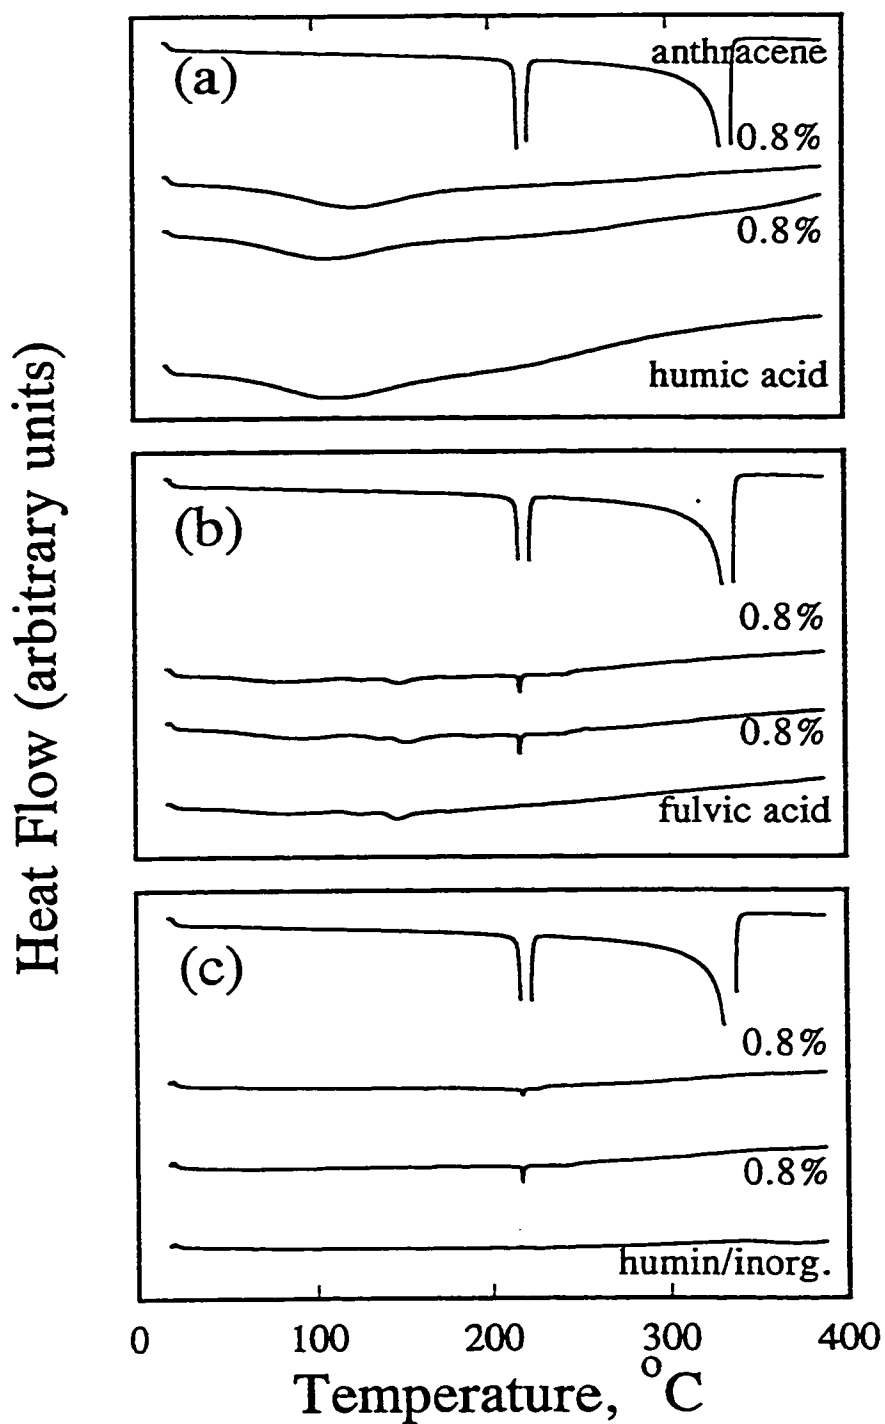 Heat Flow (arbitrary units)
(a)
anthracene
0.8%
0.8%
humic acid
(b)
0.8%
0.8%
fulvic acid
(c)
0.8%
0.8%
humin/inorg.
0 100 200 300 400
Temperature, °C